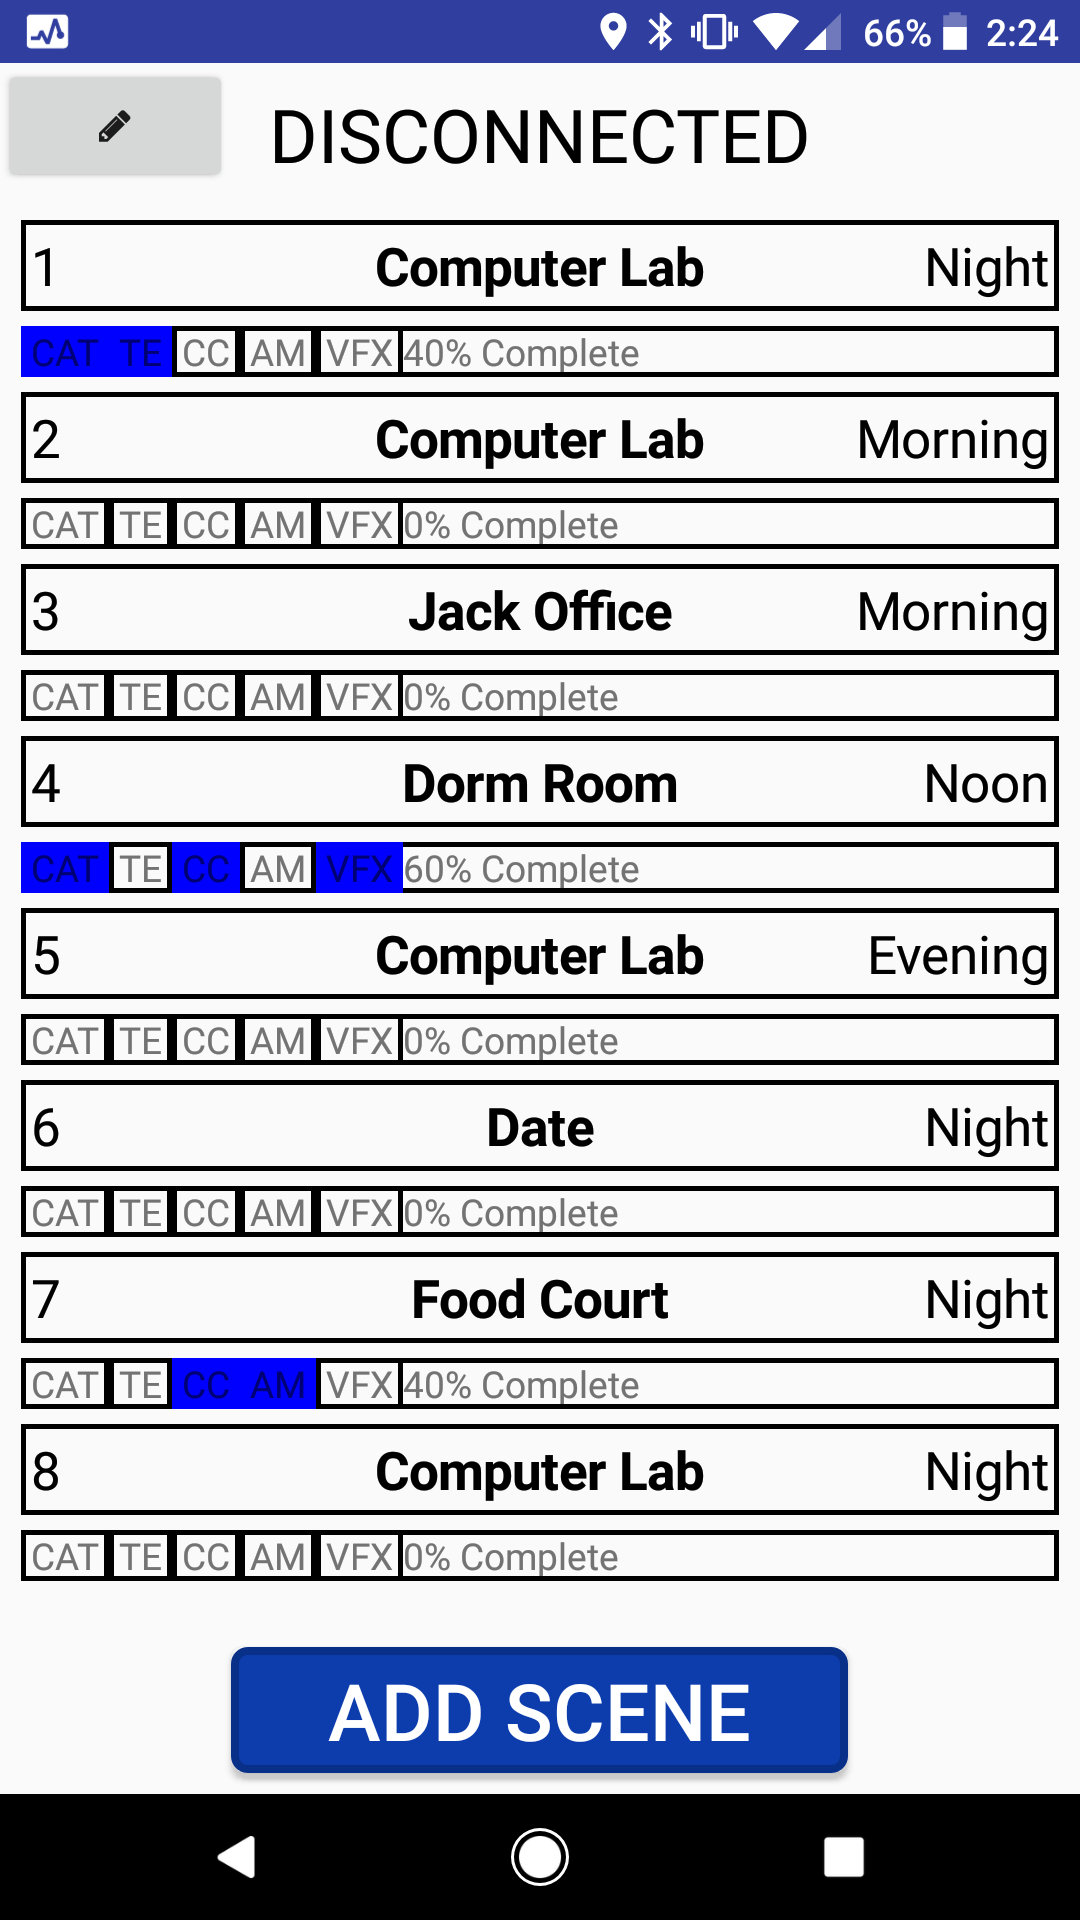 66% 2:24
DISCONNECTED
1 Computer Lab Night
CAT TE CC AM VFX 40% Complete
2 Computer Lab Morning
CAT TE CC AM VFX 0% Complete
3 Jack Office Morning
CAT TE CC AM VFX 0% Complete
4 Dorm Room Noon
CAT TE CC AM VFX 60% Complete
5 Computer Lab Evening
CAT TE CC AM VFX 0% Complete
6 Date Night
CAT TE CC AM VFX 0% Complete
7 Food Court Night
CAT TE CC AM VFX 40% Complete
8 Computer Lab Night
CAT TE CC AM VFX 0% Complete
ADD SCENE